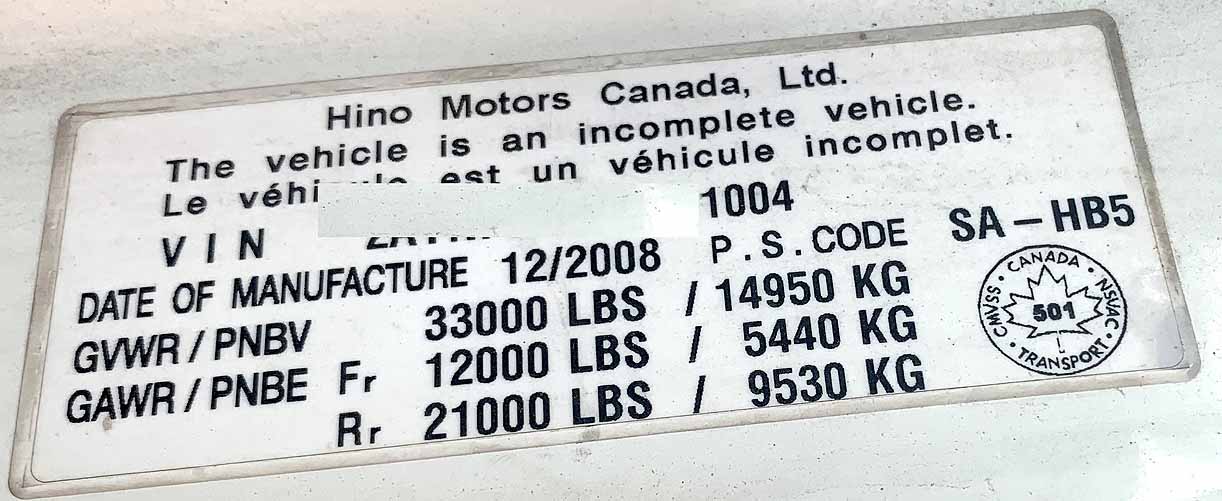 Hino Motors Canada, Ltd.
The vehicle is an incomplete vehicle.
Le est un véhicule incomplet.
VIN 1004
DATE OF MANUFACTURE 12/2008 P.S.CODE SA-HB5
GVWR / PNBV 33000 LBS / 14950 KG
GAWR / PNBE Fr 12000 LBS / 5440 KG
Rr 21000 LBS / 9530 KG
CANADA · NSVAC · TRANSPORT · CMVSS ·
501